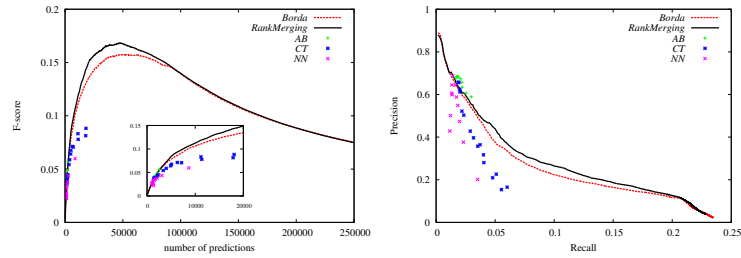 Borda
RankMerging
AB
CT
NN
F-score
0.2
0.15
0.1
0.05
0
0 50000 100000 150000 200000 250000
number of predictions
0.15
0.1
0.05
0
0 10000 20000
Borda
RankMerging
AB
CT
NN
Precision
1
0.8
0.6
0.4
0.2
0
0 0.05 0.1 0.15 0.2 0.25
Recall